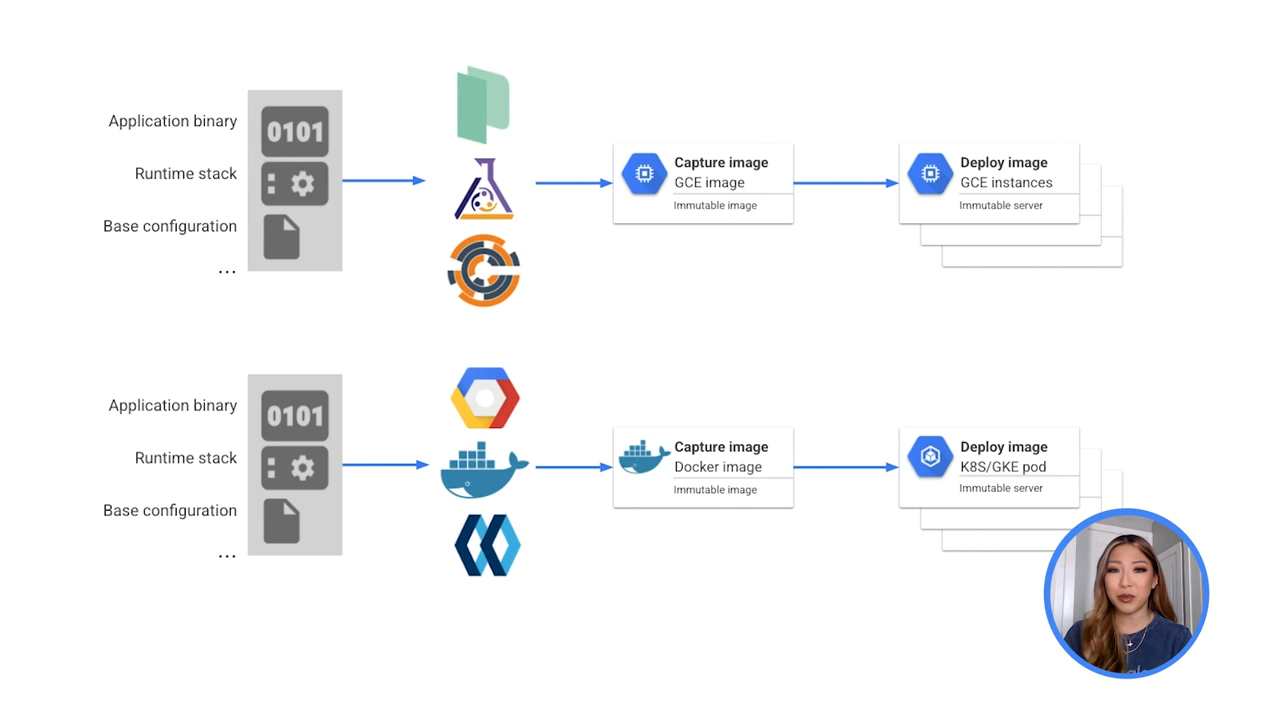 Application binary
0101
Runtime stack
Base configuration
...
Capture image
GCE image
Immutable image
Deploy image
GCE instances
Immutable server
Application binary
0101
Runtime stack
Base configuration
...
Capture image
Docker image
Immutable image
Deploy image
K8S/GKE pod
Immutable server